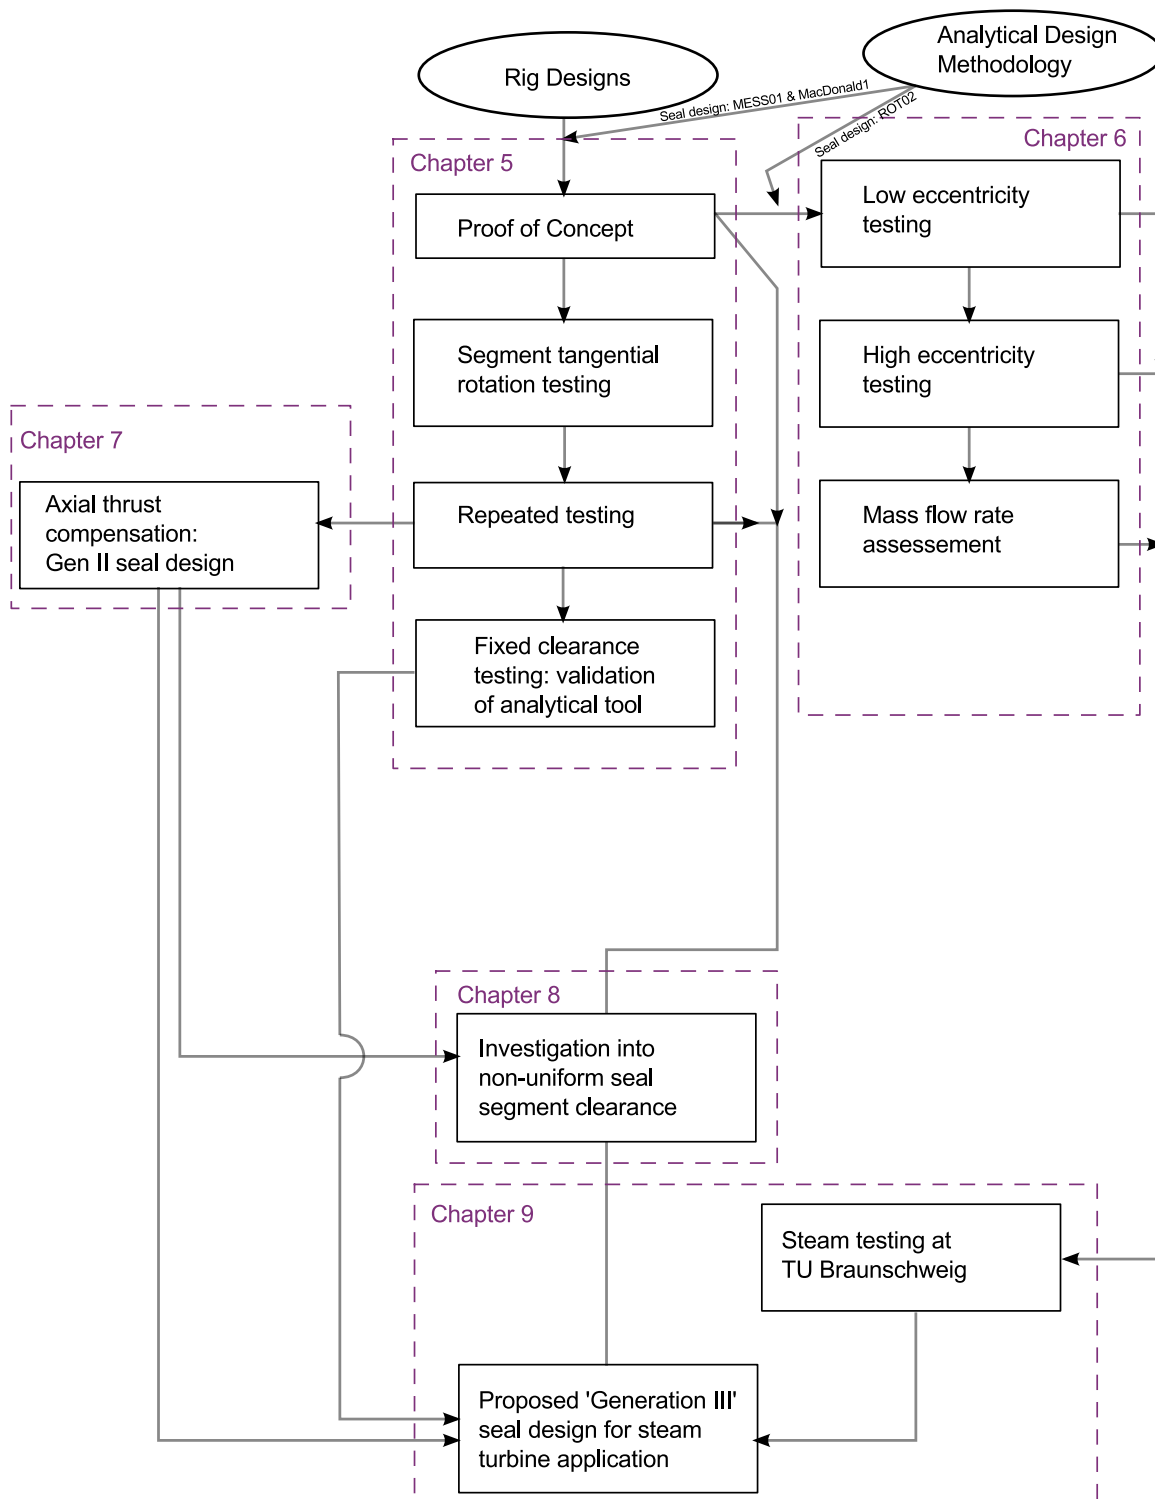 Analytical Design
Methodology
Rig Designs
Seal design: MESS01 & MacDonald1
Seal design: ROT02
Chapter 5
Proof of Concept
Segment tangential
rotation testing
Repeated testing
Fixed clearance
testing: validation
of analytical tool
Chapter 6
Low eccentricity
testing
High eccentricity
testing
Mass flow rate
assessement
Chapter 7
Axial thrust
compensation:
Gen II seal design
Chapter 8
Investigation into
non-uniform seal
segment clearance
Chapter 9
Steam testing at
TU Braunschweig
Proposed 'Generation III'
seal design for steam
turbine application